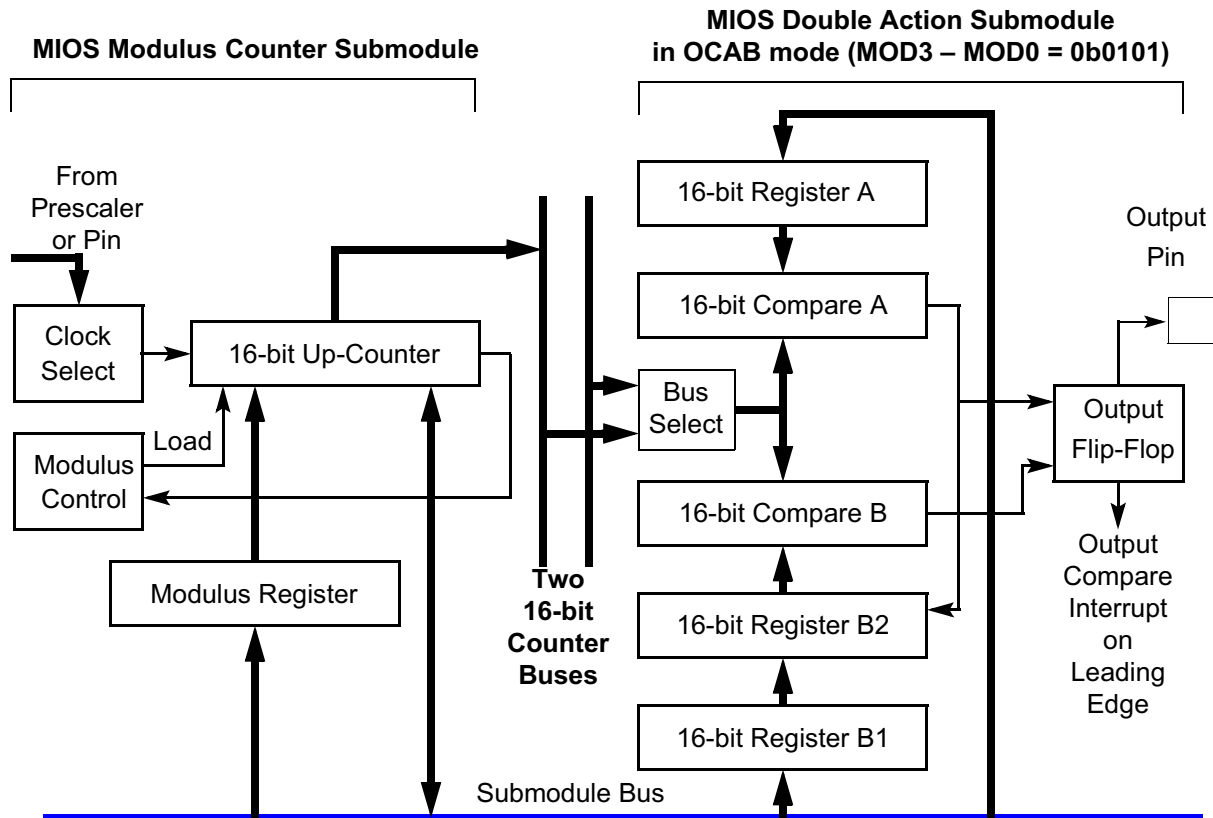 MIOS Modulus Counter Submodule
MIOS Double Action Submodule
in OCAB mode (MOD3 – MOD0 = 0b0101)
From
Prescaler
or Pin
Clock
Select
16-bit Up-Counter
Load
Modulus
Control
Modulus Register
Two
16-bit
Counter
Buses
16-bit Register A
16-bit Compare A
Bus
Select
16-bit Compare B
16-bit Register B2
16-bit Register B1
Output
Pin
Output
Flip-Flop
Output
Compare
Interrupt
on
Leading
Edge
Submodule Bus